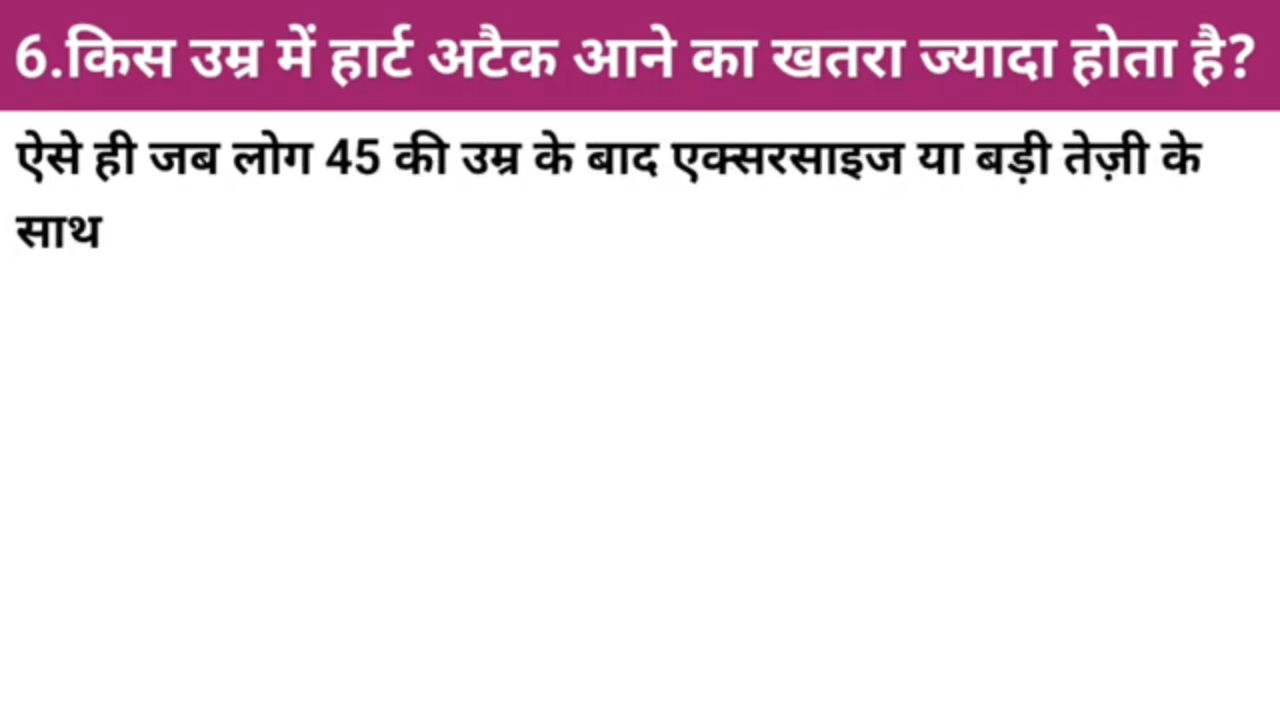 6.किस उम्र में हार्ट अटैक आने का खतरा ज्यादा होता है?
ऐसे ही जब लोग 45 की उम्र के बाद एक्सरसाइज या बड़ी तेज़ी के
साथ